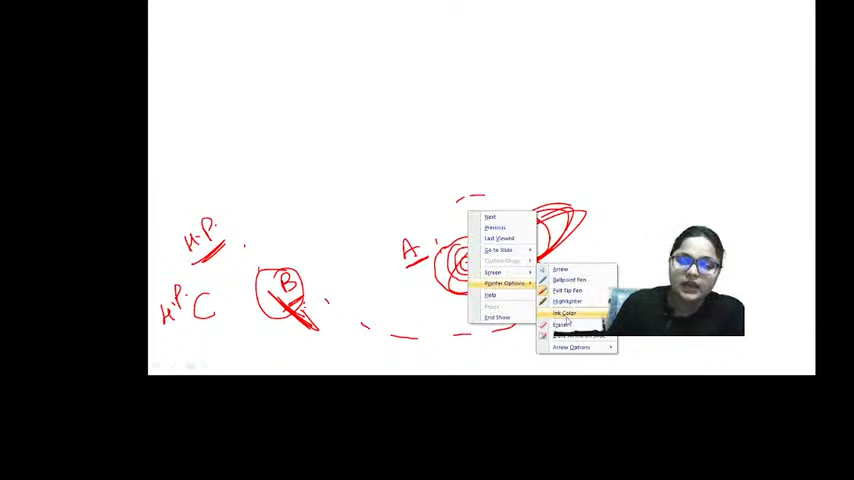 H.P.
H.P. C
B
A
Next
Previous
Last Viewed
Go to Slide
Custom Show
Screen
Pointer Options
Help
Pause
End Show
Arrow
Ballpoint Pen
Felt Tip Pen
Highlighter
Ink Color
Eraser
Arrow Options